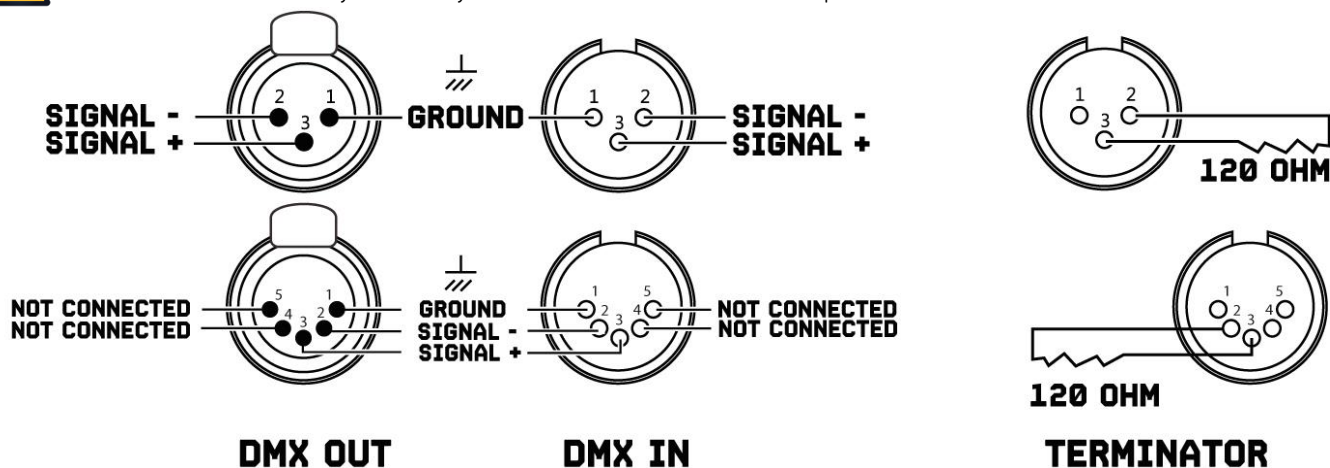 2 1
3
SIGNAL -
SIGNAL +
GROUND
1 2
3
SIGNAL -
SIGNAL +
1 2
3
120 OHM
5 1
4 3 2
NOT CONNECTED
NOT CONNECTED
GROUND
SIGNAL -
SIGNAL +
1 5
2 3 4
NOT CONNECTED
NOT CONNECTED
1 5
2 3 4
120 OHM
DMX OUT
DMX IN
TERMINATOR